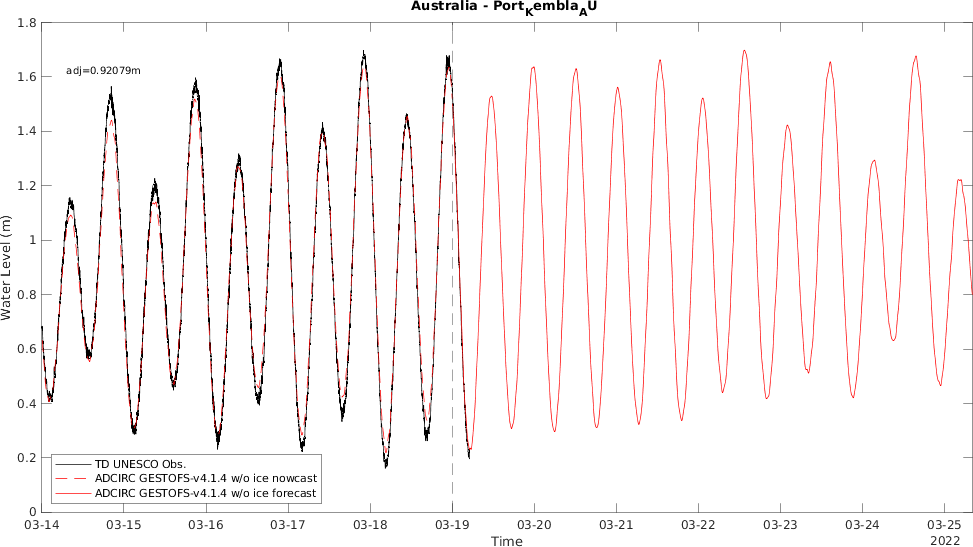 Australia - Port_Kembla_AU
1.8
1.6
1.4
1.2
1
0.8
0.6
0.4
0.2
0
Water Level (m)
adj=0.92079m
TD UNESCO Obs.
ADCIRC GESTOFS-v4.1.4 w/o ice nowcast
ADCIRC GESTOFS-v4.1.4 w/o ice forecast
03-14 03-15 03-16 03-17 03-18 03-19 03-20 03-21 03-22 03-23 03-24 03-25
Time 2022